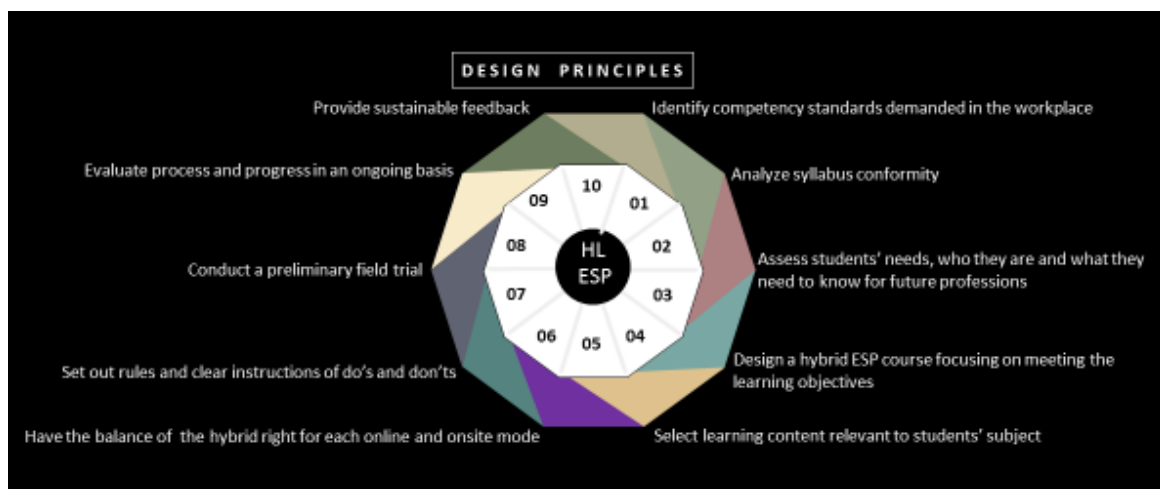 DESIGN PRINCIPLES
Provide sustainable feedback
Identify competency standards demanded in the workplace
Evaluate process and progress in an ongoing basis
Analyze syllabus conformity
Conduct a preliminary field trial
Assess students' needs, who they are and what they
need to know for future professions
Set out rules and clear instructions of do's and don'ts
Design a hybrid ESP course focusing on meeting the
learning objectives
Have the balance of the hybrid right for each online and onsite mode
Select learning content relevant to students' subject
10
01
02
03
04
05
06
07
08
09
HL
ESP